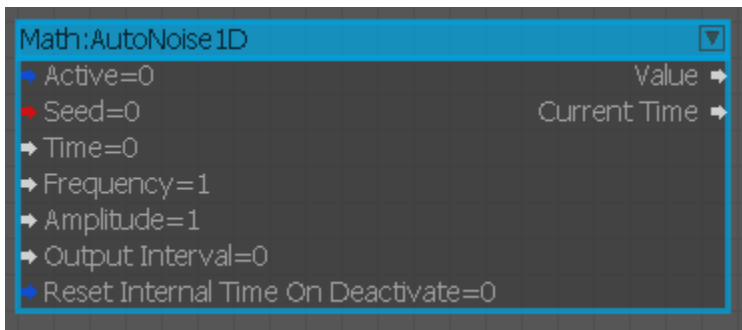 Math:AutoNoise1D
Active=0 Value
Seed=0 Current Time
Time=0
Frequency=1
Amplitude=1
Output Interval=0
Reset Internal Time On Deactivate=0